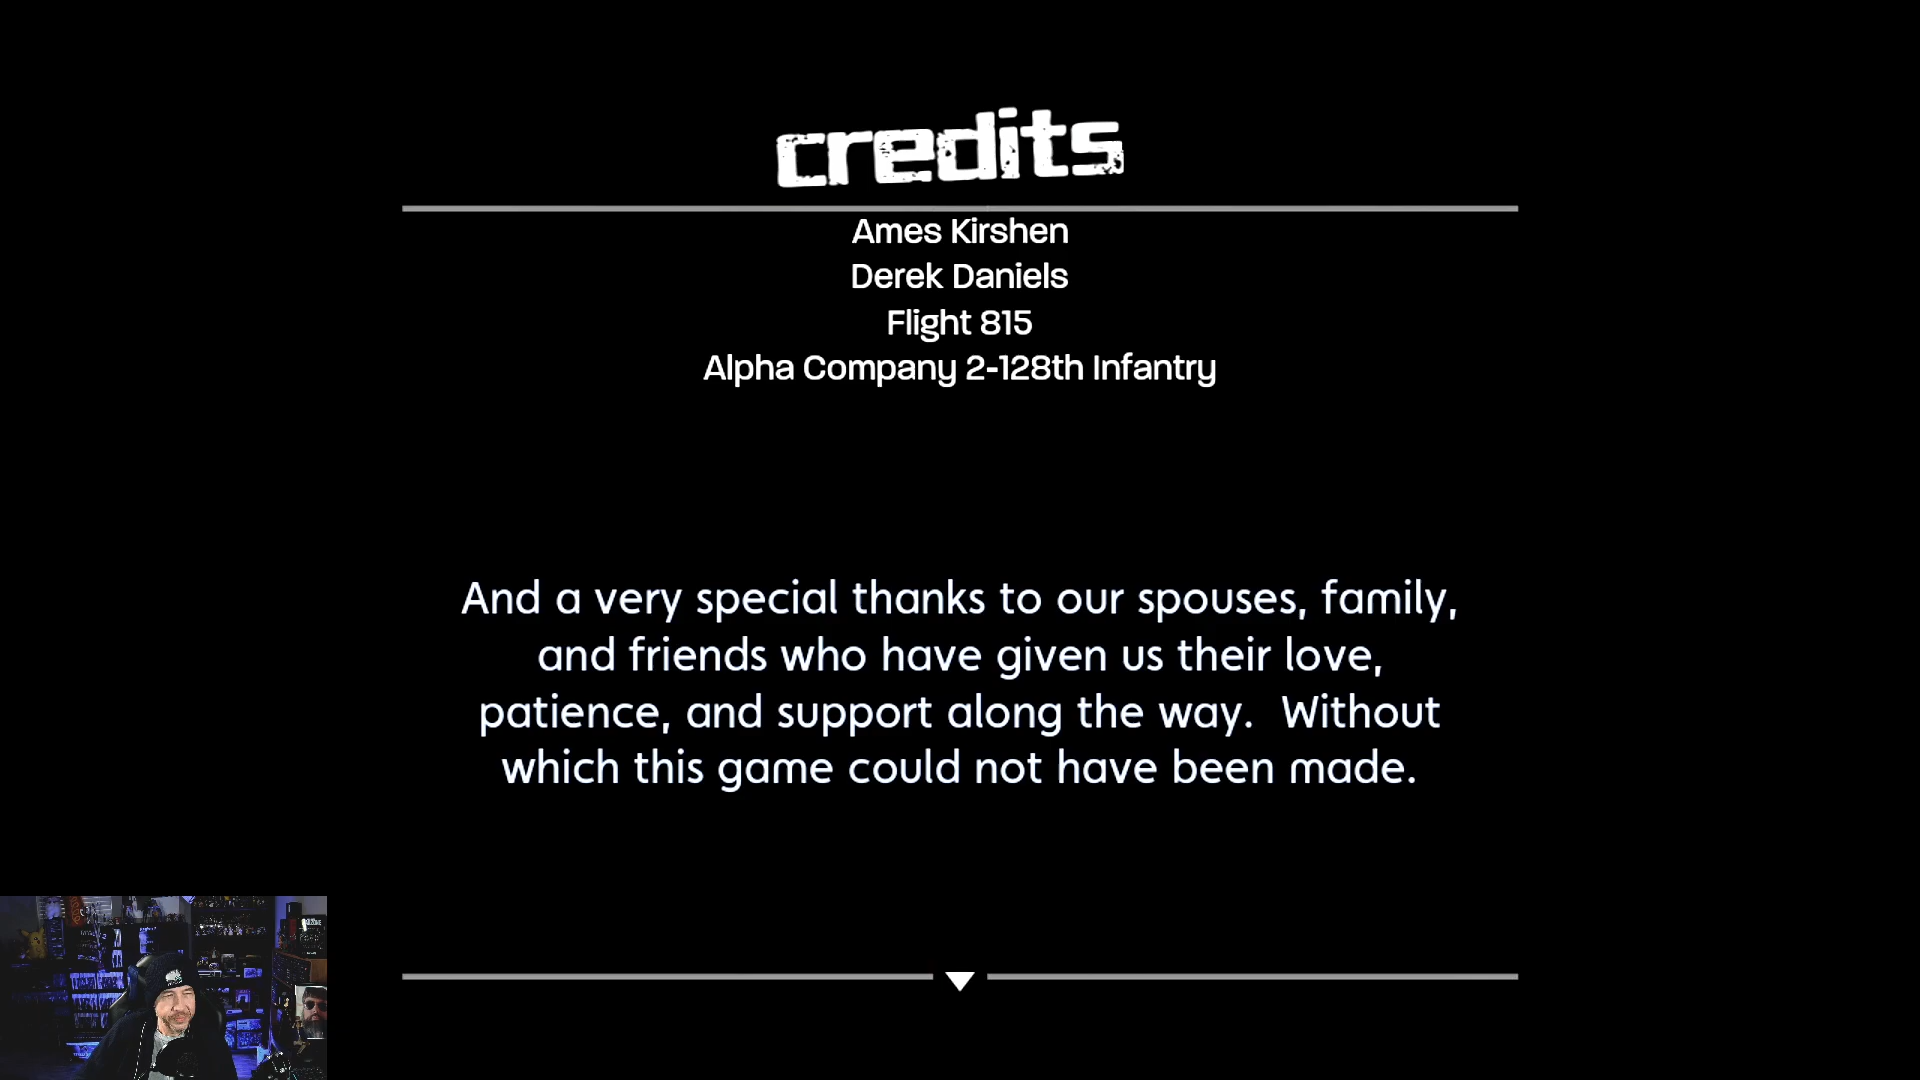 credits
Ames Kirshen
Derek Daniels
Flight 815
Alpha Company 2-128th Infantry
And a very special thanks to our spouses, family,
and friends who have given us their love,
patience, and support along the way.  Without
which this game could not have been made.